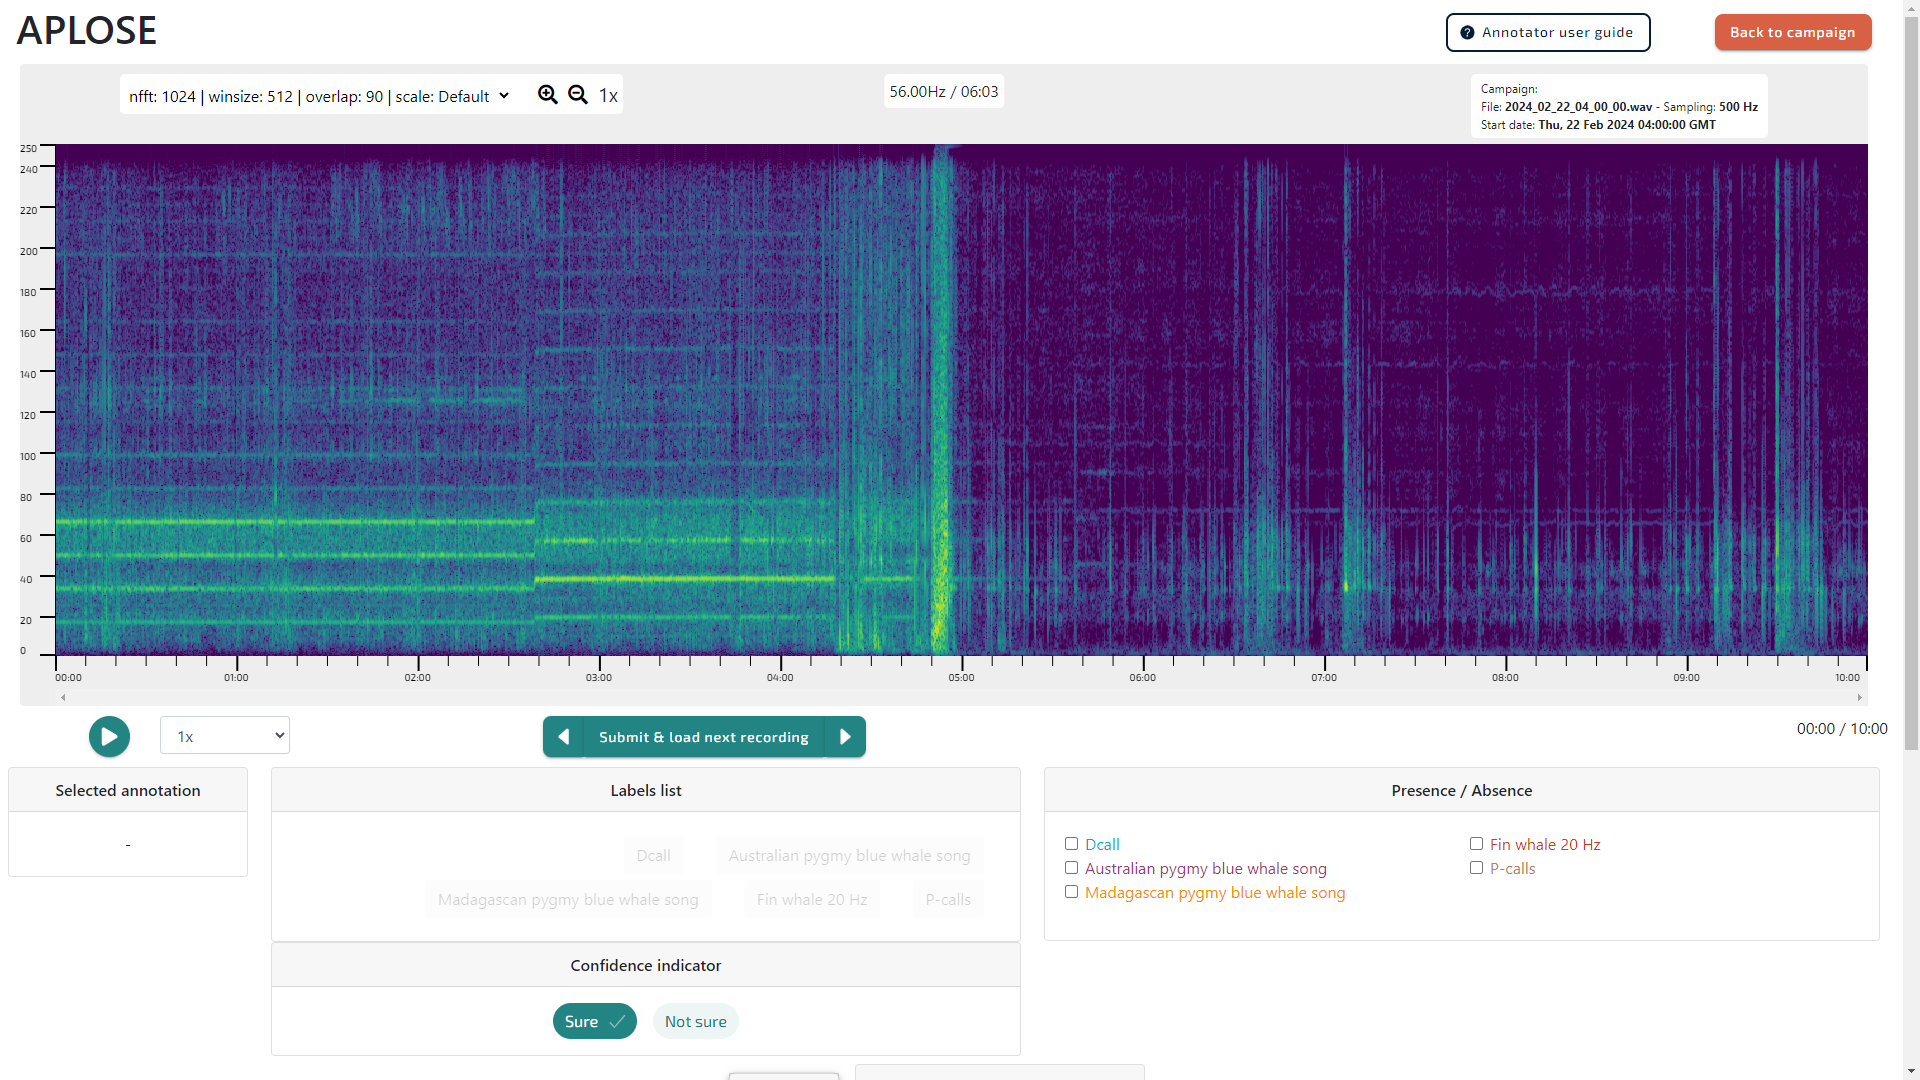 APLOSE
Annotator user guide
Back to campaign
nfft: 1024 | winsize: 512 | overlap: 90 | scale: Default
1x
56.00Hz / 06:03
Campaign:
File: 2024_02_22_04_00_00.wav - Sampling: 500 Hz
Start date: Thu, 22 Feb 2024 04:00:00 GMT
250
240
220
200
180
160
140
120
100
80
60
40
20
0
00:00 01:00 02:00 03:00 04:00 05:00 06:00 07:00 08:00 09:00 10:00
1x
Submit & load next recording
00:00 / 10:00
Selected annotation
-
Labels list
Dcall Australian pygmy blue whale song
Madagascan pygmy blue whale song Fin whale 20 Hz P-calls
Confidence indicator
Sure Not sure
Presence / Absence
Dcall
Australian pygmy blue whale song
Madagascan pygmy blue whale song
Fin whale 20 Hz
P-calls